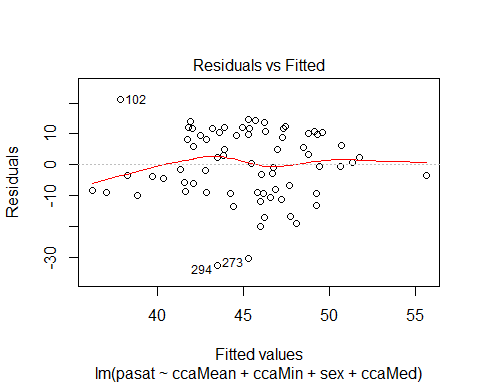 Residuals vs Fitted
Residuals
10
0
-10
-30
102
294
273
40
45
50
55
Fitted values
lm(pasat ~ ccaMean + ccaMin + sex + ccaMed)